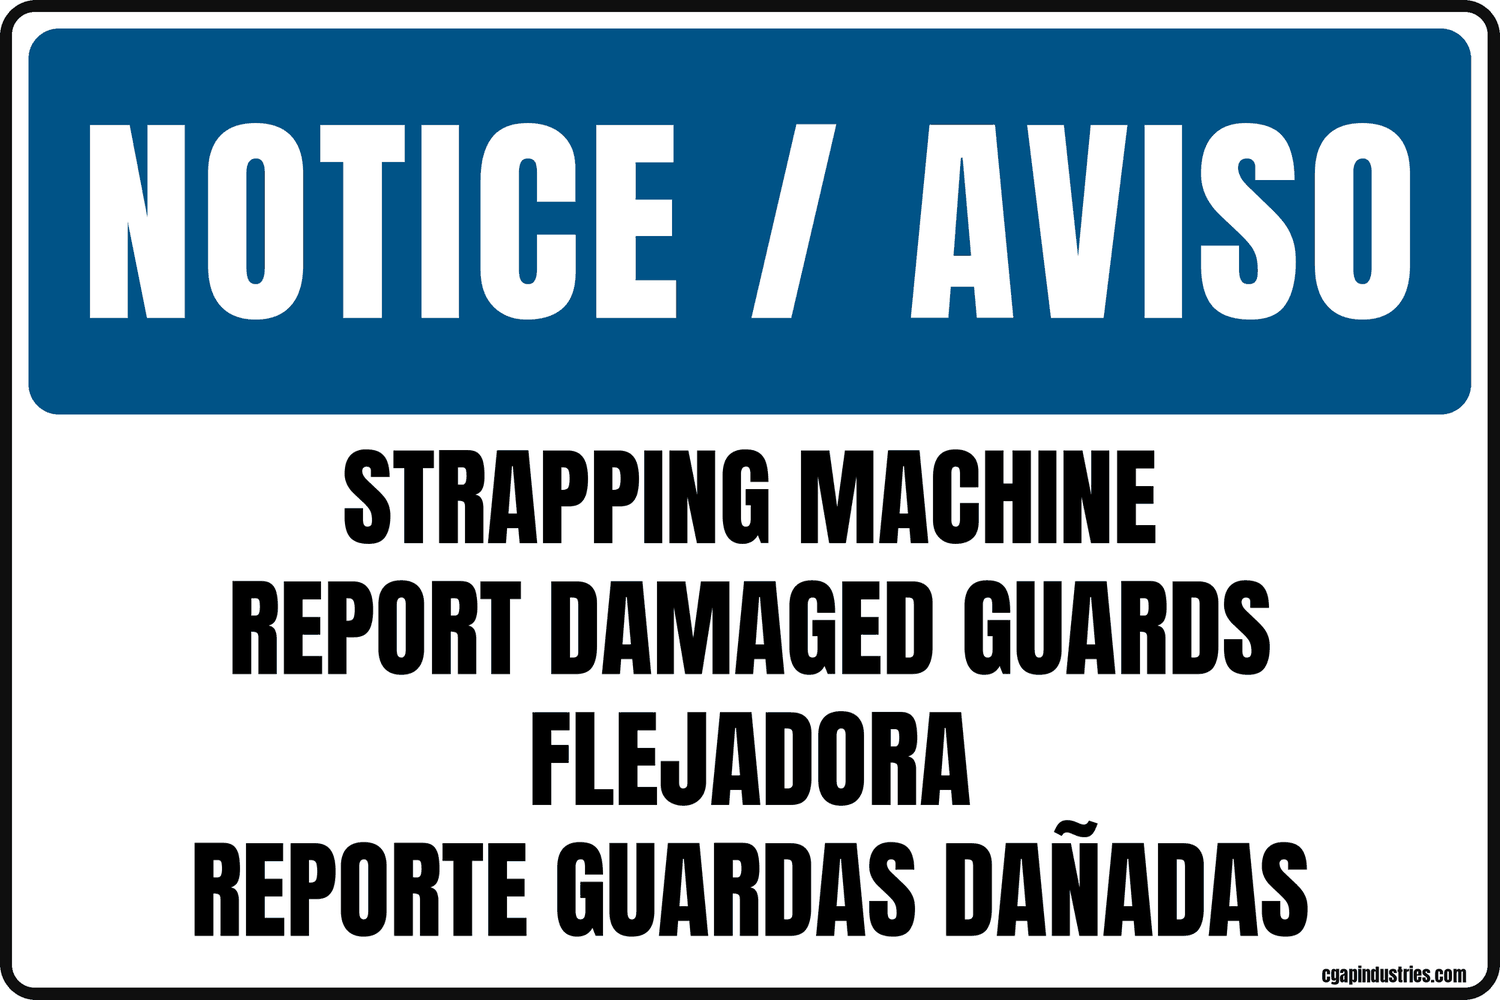 NOTICE / AVISO
STRAPPING MACHINE
REPORT DAMAGED GUARDS
FLEJADORA
REPORTE GUARDAS DAÑADAS
cgapindustries.com